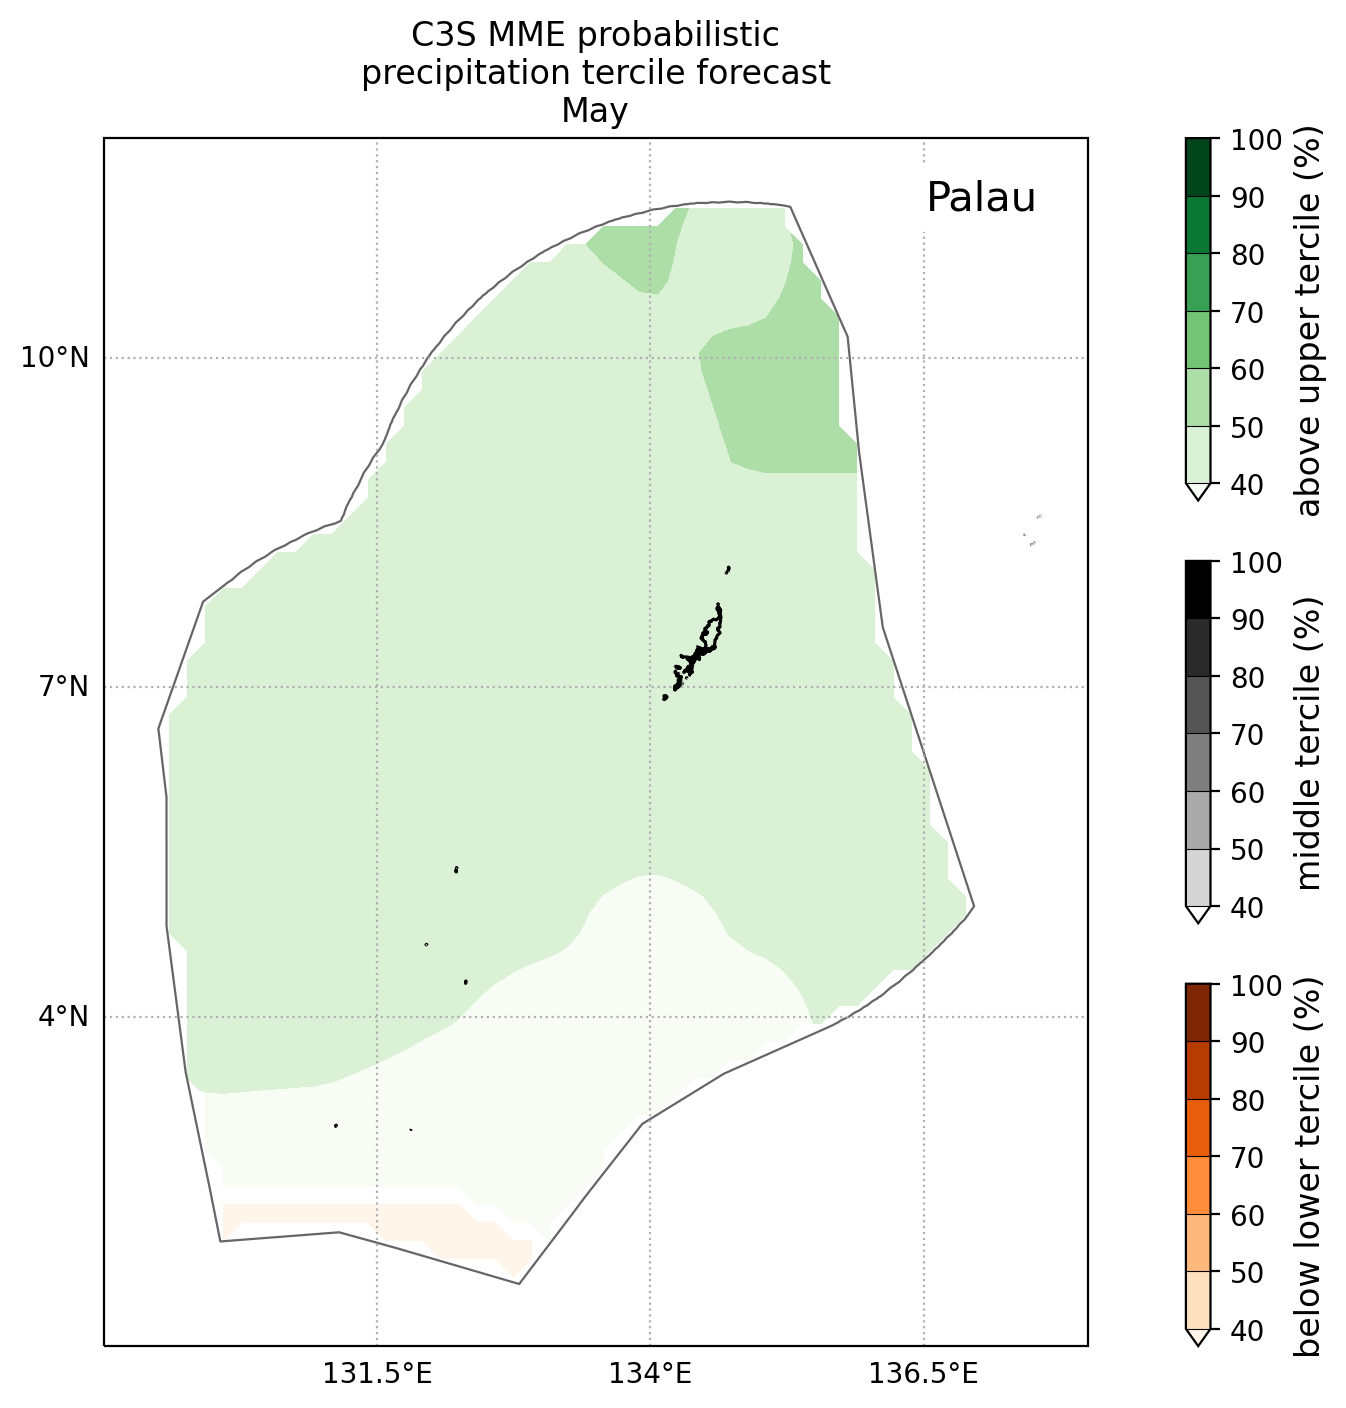 C3S MME probabilistic
precipitation tercile forecast
May
Palau
10°N
7°N
4°N
131.5°E
134°E
136.5°E
100
90
80
70
60
50
40
above upper tercile (%)
100
90
80
70
60
50
40
middle tercile (%)
100
90
80
70
60
50
40
below lower tercile (%)